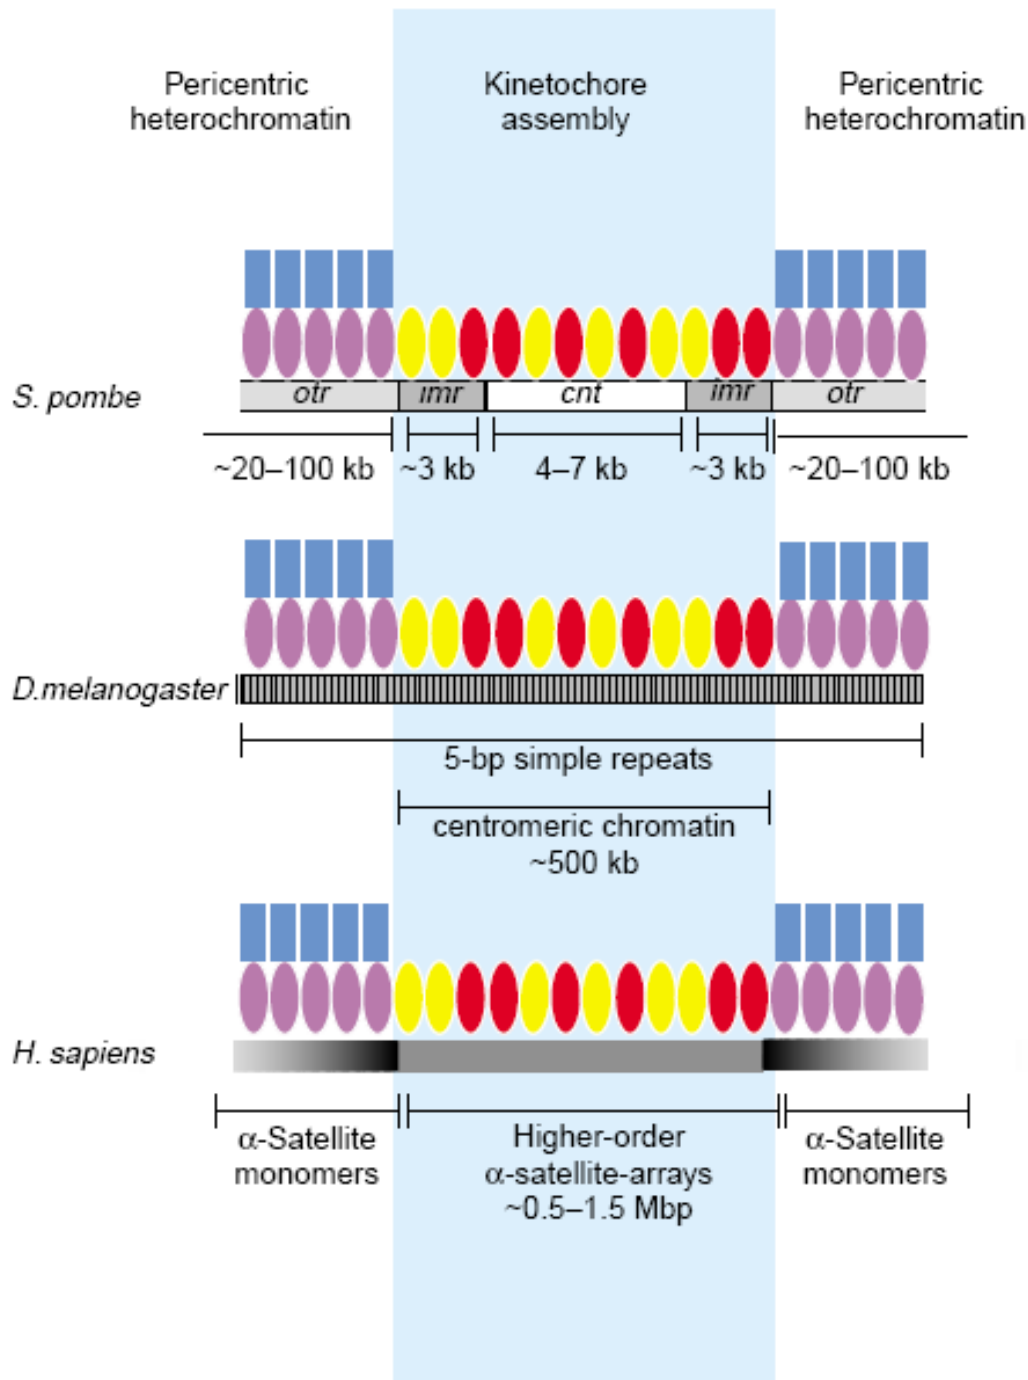 Pericentric
heterochromatin
Kinetochore
assembly
Pericentric
heterochromatin
S. pombe
otr
imr
cnt
imr
otr
~20–100 kb
~3 kb
4–7 kb
~3 kb
~20–100 kb
D.melanogaster
5-bp simple repeats
centromeric chromatin
~500 kb
H. sapiens
α-Satellite
monomers
Higher-order
α-satellite-arrays
~0.5–1.5 Mbp
α-Satellite
monomers